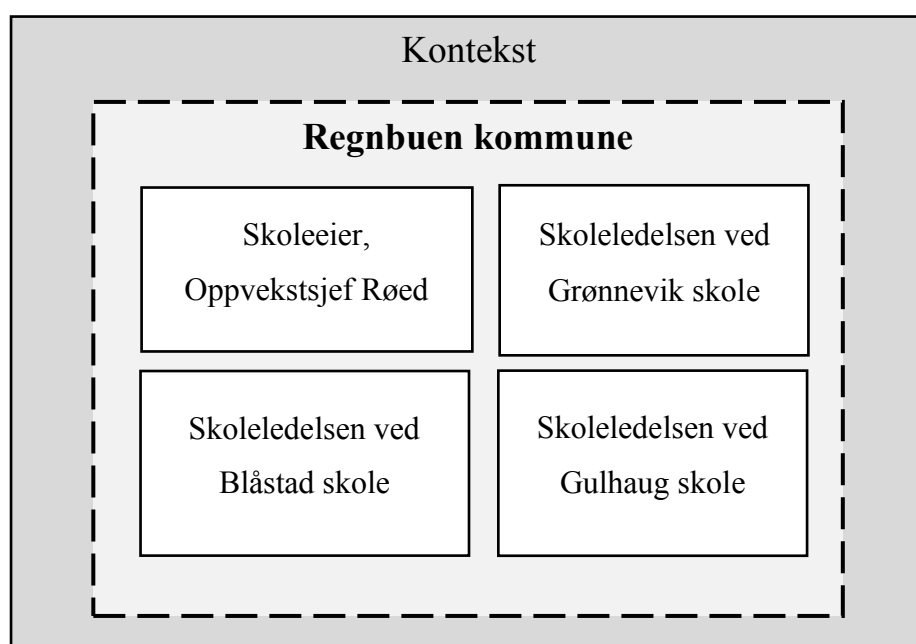 Kontekst
Regnbuen kommune
Skoleeier,
Oppvekstsjef Røed
Skoleledelsen ved
Grønnevik skole
Skoleledelsen ved
Blåstad skole
Skoleledelsen ved
Gulhaug skole